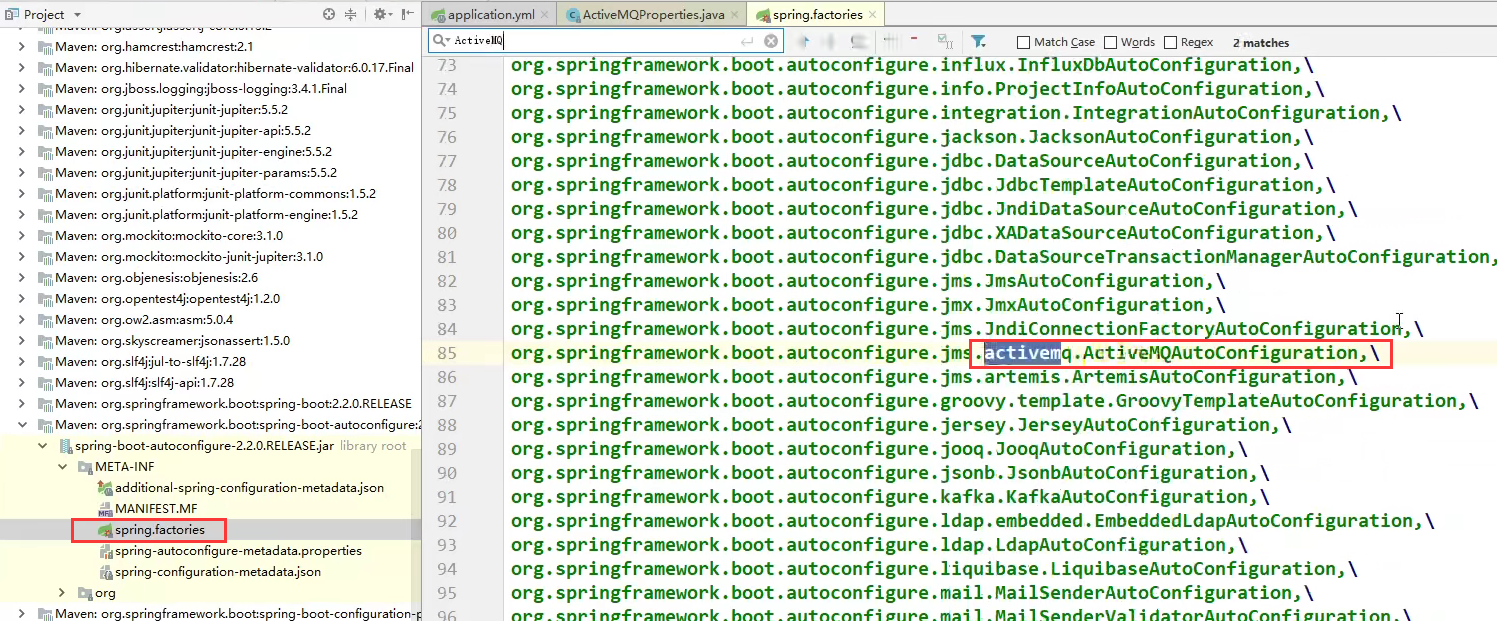 Project
Maven: org.hamcrest:hamcrest:2.1
Maven: org.hibernate.validator:hibernate-validator:6.0.17.Final
Maven: org.jboss.logging:jboss-logging:3.4.1.Final
Maven: org.junit.jupiter:junit-jupiter:5.5.2
Maven: org.junit.jupiter:junit-jupiter-api:5.5.2
Maven: org.junit.jupiter:junit-jupiter-engine:5.5.2
Maven: org.junit.jupiter:junit-jupiter-params:5.5.2
Maven: org.junit.platform:junit-platform-commons:1.5.2
Maven: org.junit.platform:junit-platform-engine:1.5.2
Maven: org.mockito:mockito-core:3.1.0
Maven: org.mockito:mockito-junit-jupiter:3.1.0
Maven: org.objenesis:objenesis:2.6
Maven: org.opentest4j:opentest4j:1.2.0
Maven: org.ow2.asm:asm:5.0.4
Maven: org.skyscreamer:jsonassert:1.5.0
Maven: org.slf4j:jul-to-slf4j:1.7.28
Maven: org.slf4j:slf4j-api:1.7.28
Maven: org.springframework.boot:spring-boot:2.2.0.RELEASE
Maven: org.springframework.boot:spring-boot-autoconfigure:2
spring-boot-autoconfigure-2.2.0.RELEASE.jar library root
META-INF
additional-spring-configuration-metadata.json
MANIFEST.MF
spring.factories
spring-autoconfigure-metadata.properties
spring-configuration-metadata.json
org
Maven: org.springframework.boot:spring-boot-configuration-p
application.yml ActiveMQProperties.java spring.factories
ActiveMQ Match Case Words Regex 2 matches
73 org.springframework.boot.autoconfigure.influx.InfluxDbAutoConfiguration,\
74 org.springframework.boot.autoconfigure.info.ProjectInfoAutoConfiguration,\
75 org.springframework.boot.autoconfigure.integration.IntegrationAutoConfiguration,\
76 org.springframework.boot.autoconfigure.jackson.JacksonAutoConfiguration,\
77 org.springframework.boot.autoconfigure.jdbc.DataSourceAutoConfiguration,\
78 org.springframework.boot.autoconfigure.jdbc.JdbcTemplateAutoConfiguration,\
79 org.springframework.boot.autoconfigure.jdbc.JndiDataSourceAutoConfiguration,\
80 org.springframework.boot.autoconfigure.jdbc.XADataSourceAutoConfiguration,\
81 org.springframework.boot.autoconfigure.jdbc.DataSourceTransactionManagerAutoConfiguration,
82 org.springframework.boot.autoconfigure.jms.JmsAutoConfiguration,\
83 org.springframework.boot.autoconfigure.jmx.JmxAutoConfiguration,\
84 org.springframework.boot.autoconfigure.jms.JndiConnectionFactoryAutoConfiguration,\
85 org.springframework.boot.autoconfigure.jms.activemq.ActiveMQAutoConfiguration,\
86 org.springframework.boot.autoconfigure.jms.artemis.ArtemisAutoConfiguration,\
87 org.springframework.boot.autoconfigure.groovy.template.GroovyTemplateAutoConfiguration,\
88 org.springframework.boot.autoconfigure.jersey.JerseyAutoConfiguration,\
89 org.springframework.boot.autoconfigure.jooq.JooqAutoConfiguration,\
90 org.springframework.boot.autoconfigure.jsonb.JsonbAutoConfiguration,\
91 org.springframework.boot.autoconfigure.kafka.KafkaAutoConfiguration,\
92 org.springframework.boot.autoconfigure.ldap.embedded.EmbeddedLdapAutoConfiguration,\
93 org.springframework.boot.autoconfigure.ldap.LdapAutoConfiguration,\
94 org.springframework.boot.autoconfigure.liquibase.LiquibaseAutoConfiguration,\
95 org.springframework.boot.autoconfigure.mail.MailSenderAutoConfiguration,\
96 org.springframework.boot.autoconfigure.mail.MailSenderValidatorAutoConfiguration,\